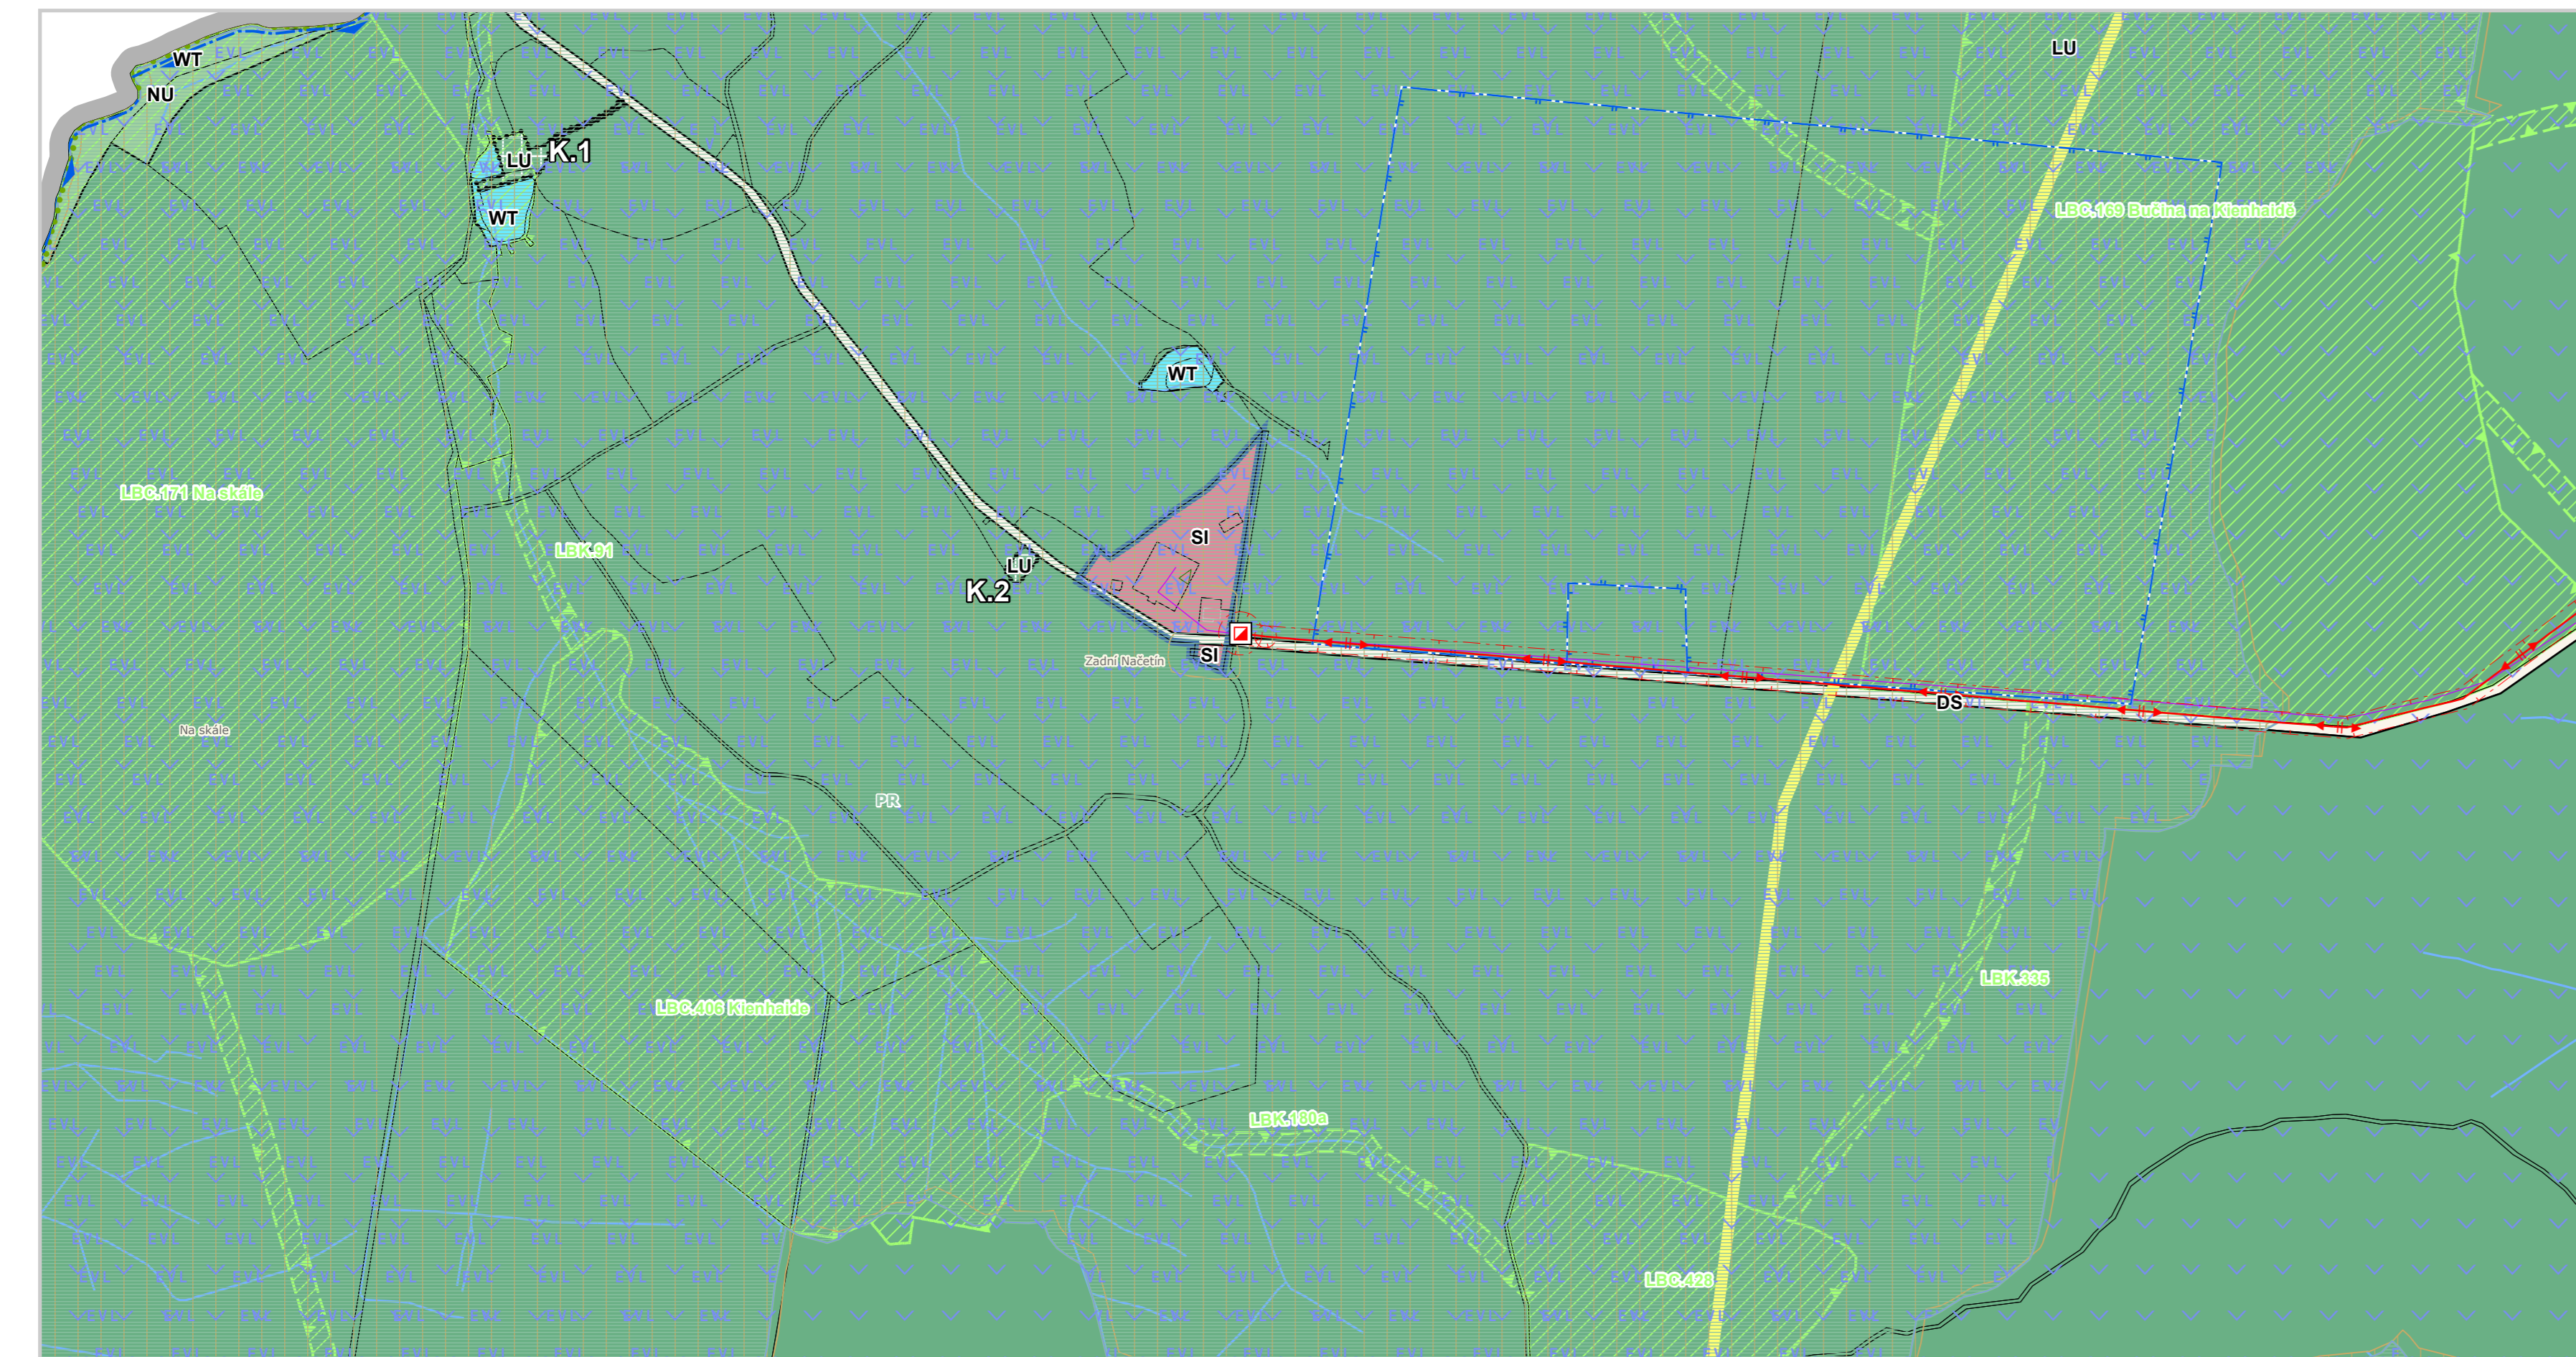 WT
LU
NU
K.1
LU
LBC.169 Bučina na Kienhaidě
WT
WT
LBC.171 Na skále
SI
LBK.91
LU
K.2
SI
Zadní Načetín
DS
Na skále
PR
LBK.335
LBC.406 Kienhaide
LBK.180a
LBC.428
EVL